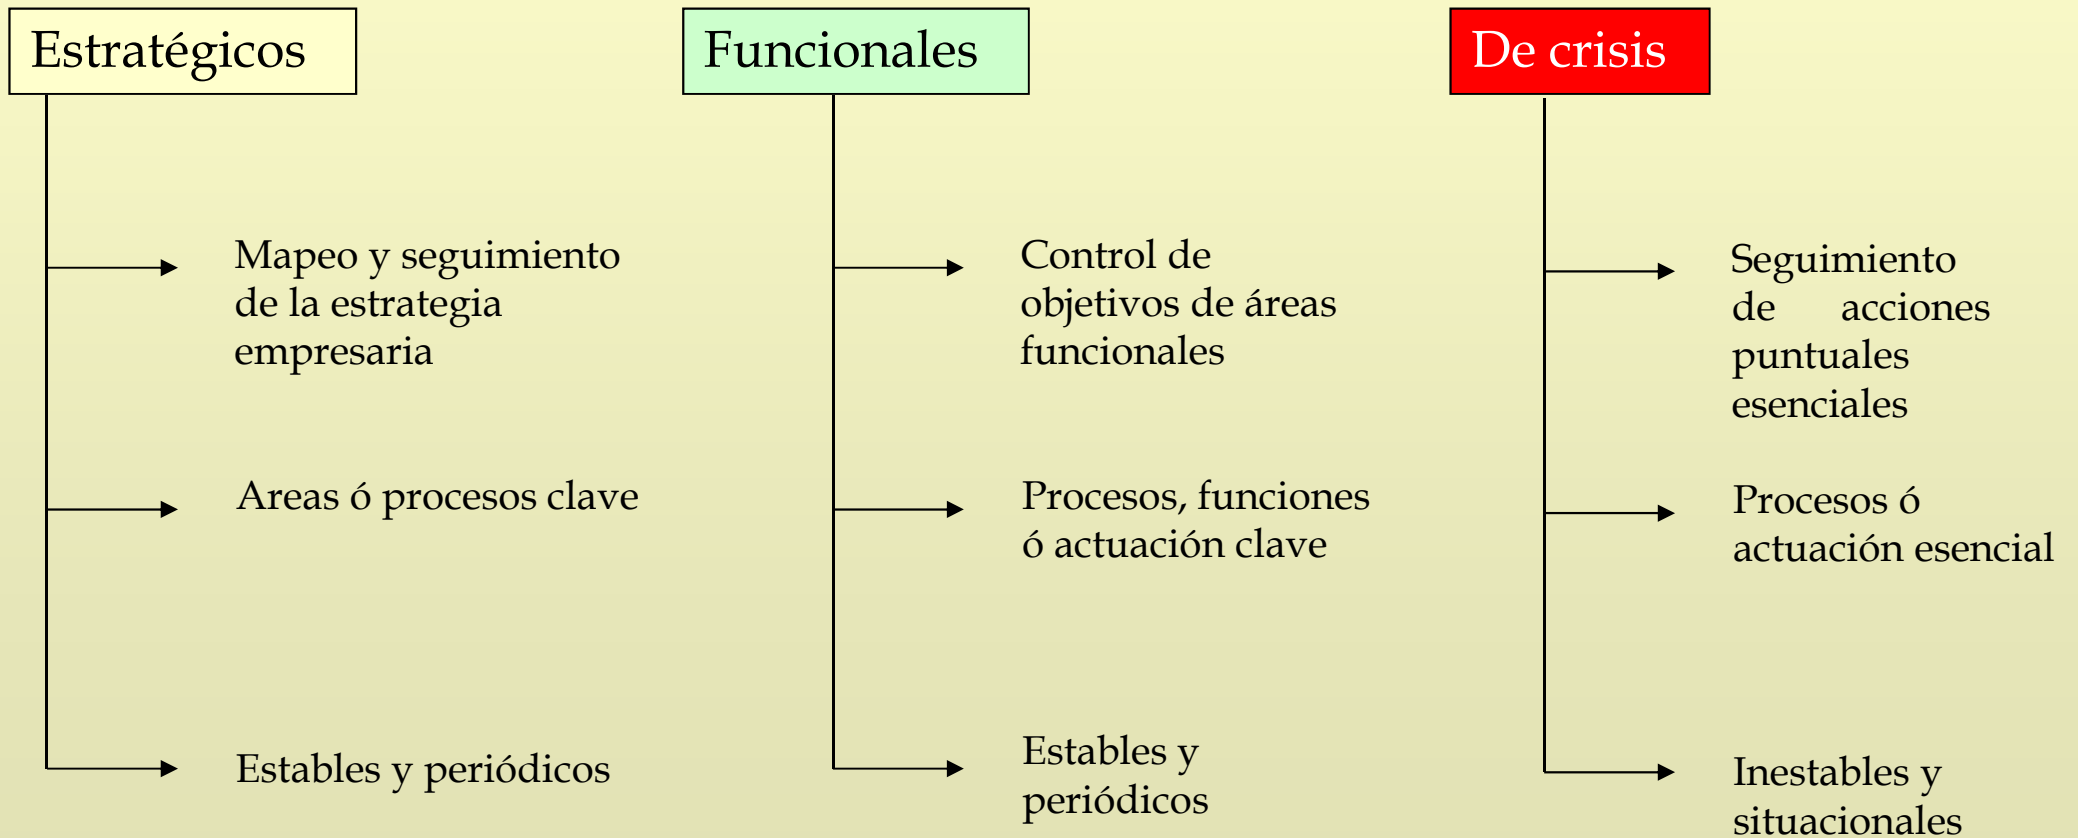 Estratégicos
Mapeo y seguimiento
de la estrategia
empresaria
Areas ó procesos clave
Estables y periódicos
Funcionales
Control de
objetivos de áreas
funcionales
Procesos, funciones
ó actuación clave
Estables y
periódicos
De crisis
Seguimiento
de acciones
puntuales
esenciales
Procesos ó
actuación esencial
Inestables y
situacionales